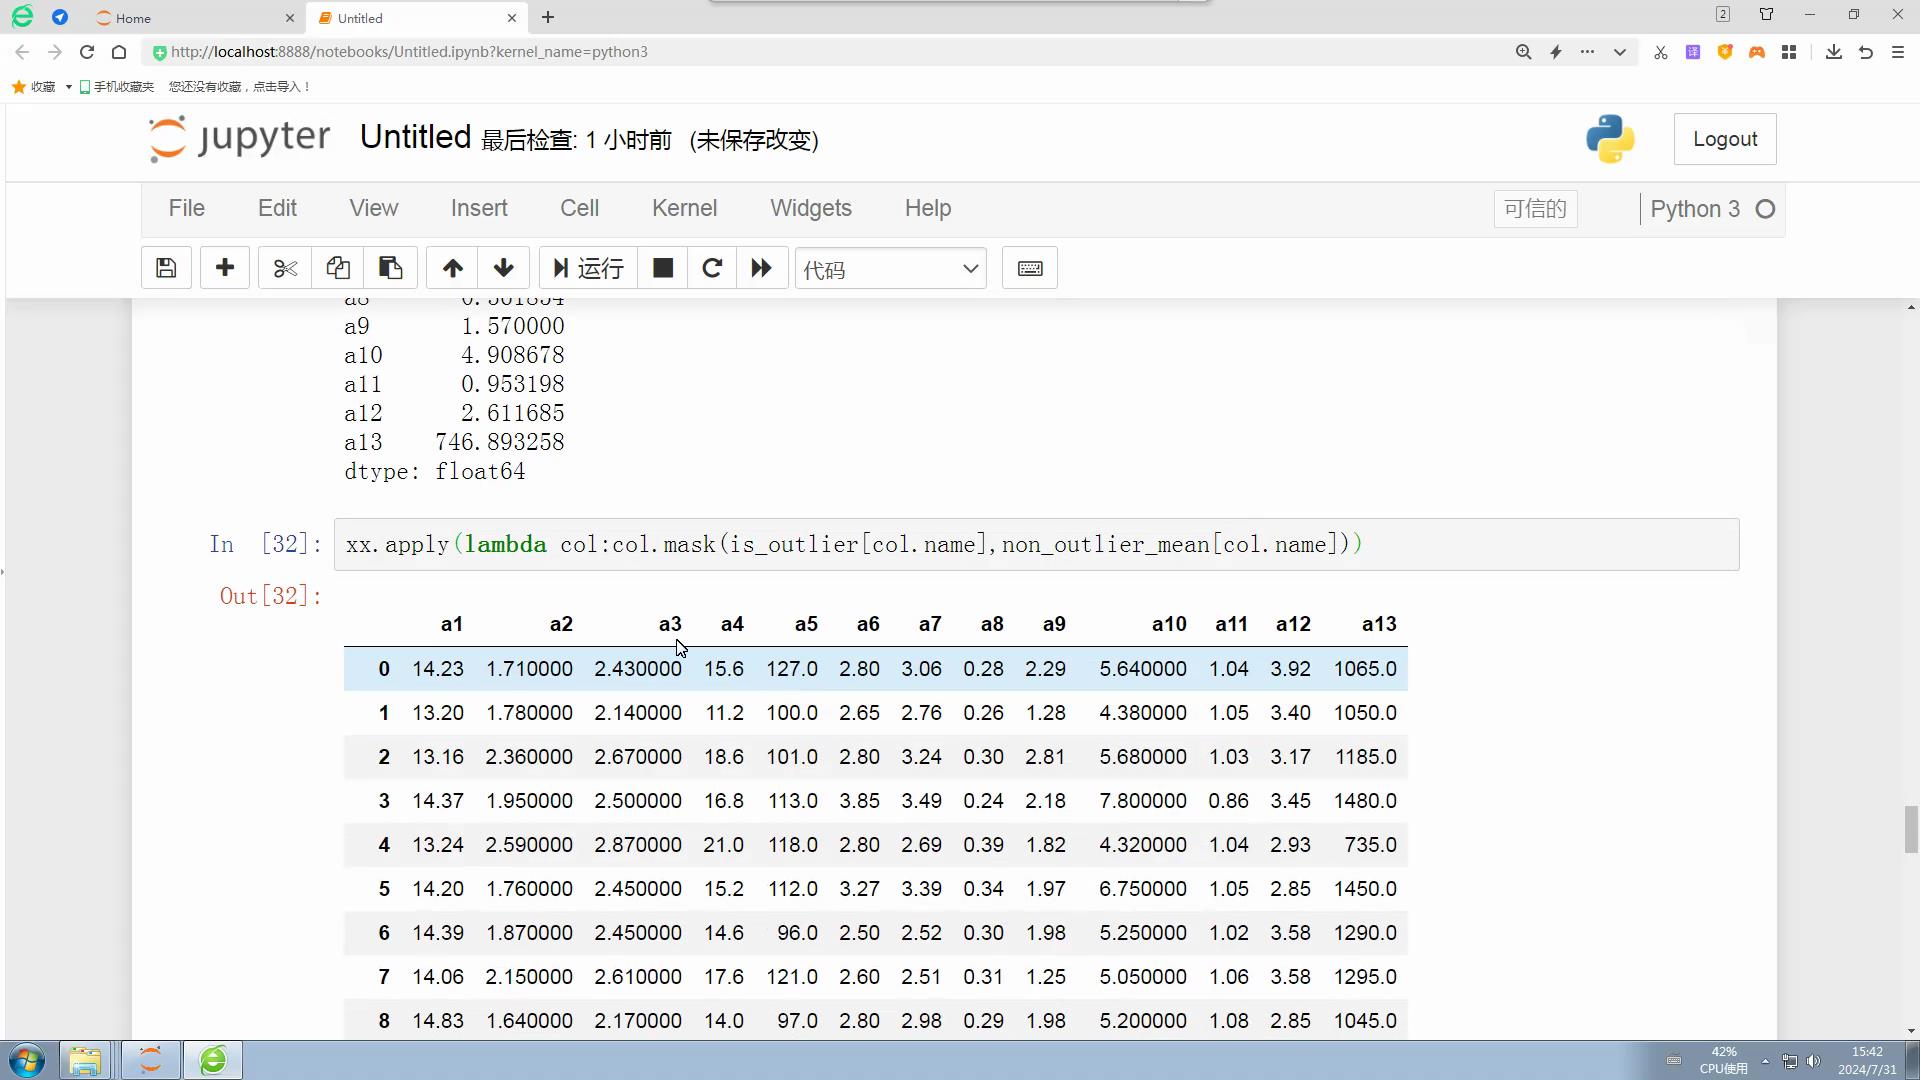 Home
Untitled
2
http://localhost:8888/notebooks/Untitled.ipynb?kernel_name=python3
译
收藏 手机收藏夹 您还没有收藏，点击导入！
jupyter Untitled 最后检查: 1 小时前 (未保存改变)
Logout
File Edit View Insert Cell Kernel Widgets Help
可信的
Python 3
运行
代码
a8 0.361854
a9 1.570000
a10 4.908678
a11 0.953198
a12 2.611685
a13 746.893258
dtype: float64
In [32]: xx.apply(lambda col:col.mask(is_outlier[col.name],non_outlier_mean[col.name]))
Out[32]:
a1 a2 a3 a4 a5 a6 a7 a8 a9 a10 a11 a12 a13
0 14.23 1.710000 2.430000 15.6 127.0 2.80 3.06 0.28 2.29 5.640000 1.04 3.92 1065.0
1 13.20 1.780000 2.140000 11.2 100.0 2.65 2.76 0.26 1.28 4.380000 1.05 3.40 1050.0
2 13.16 2.360000 2.670000 18.6 101.0 2.80 3.24 0.30 2.81 5.680000 1.03 3.17 1185.0
3 14.37 1.950000 2.500000 16.8 113.0 3.85 3.49 0.24 2.18 7.800000 0.86 3.45 1480.0
4 13.24 2.590000 2.870000 21.0 118.0 2.80 2.69 0.39 1.82 4.320000 1.04 2.93 735.0
5 14.20 1.760000 2.450000 15.2 112.0 3.27 3.39 0.34 1.97 6.750000 1.05 2.85 1450.0
6 14.39 1.870000 2.450000 14.6 96.0 2.50 2.52 0.30 1.98 5.250000 1.02 3.58 1290.0
7 14.06 2.150000 2.610000 17.6 121.0 2.60 2.51 0.31 1.25 5.050000 1.06 3.58 1295.0
8 14.83 1.640000 2.170000 14.0 97.0 2.80 2.98 0.29 1.98 5.200000 1.08 2.85 1045.0
42%
CPU使用
15:42
2024/7/31